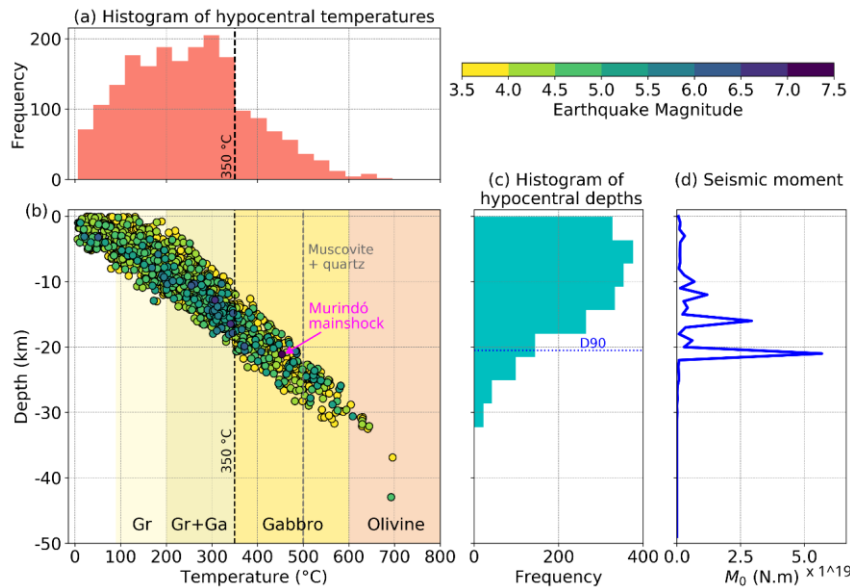 (a) Histogram of hypocentral temperatures
200
100
0
Frequency
350 °C
3.5 4.0 4.5 5.0 5.5 6.0 6.5 7.0 7.5
Earthquake Magnitude
(b)
0
-10
-20
-30
-40
-50
Depth (km)
Muscovite
+ quartz
Murindó
mainshock
350 °C
Gr Gr+Ga Gabbro Olivine
0 100 200 300 400 500 600 700 800
Temperature (°C)
(c) Histogram of
hypocentral depths
D90
0 200 400
Frequency
(d) Seismic moment
0.0 2.5 5.0
M₀ (N.m) × 1^19